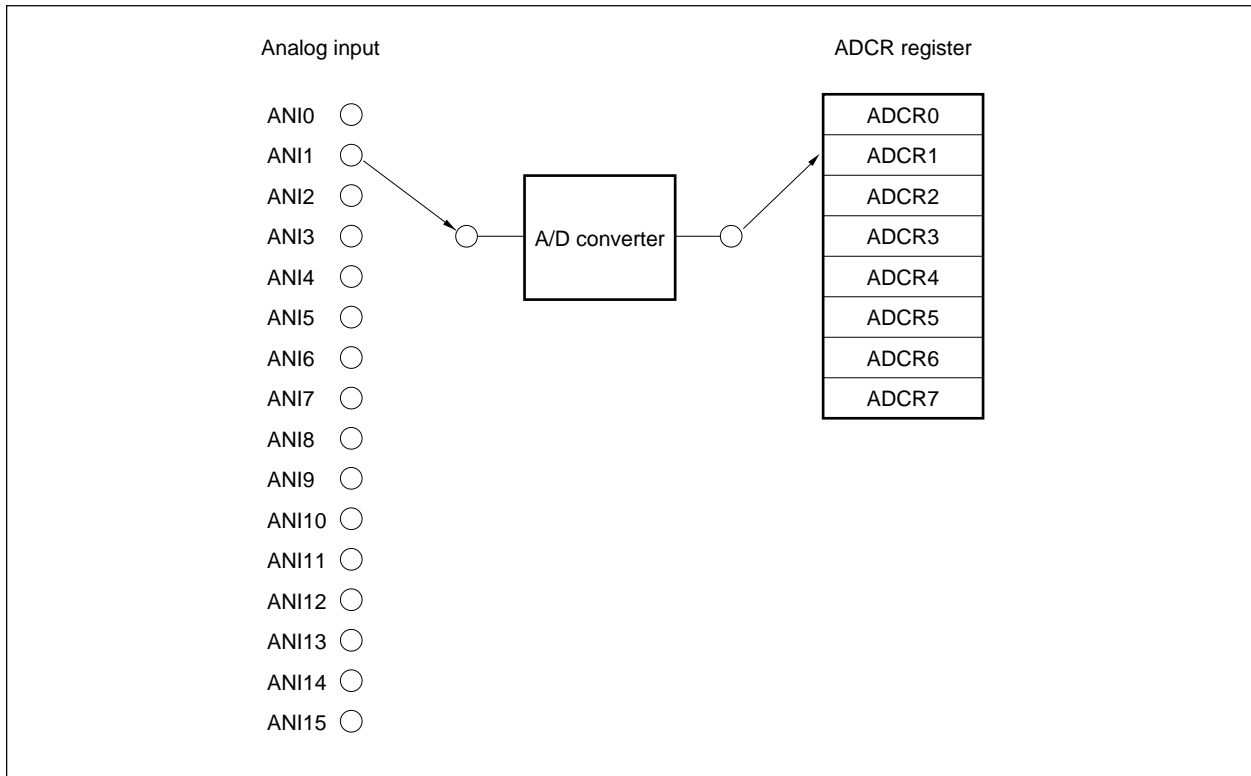 Analog input
ADCR register
ANI0
ANI1
ANI2
ANI3
ANI4
ANI5
ANI6
ANI7
ANI8
ANI9
ANI10
ANI11
ANI12
ANI13
ANI14
ANI15
A/D converter
ADCR0
ADCR1
ADCR2
ADCR3
ADCR4
ADCR5
ADCR6
ADCR7